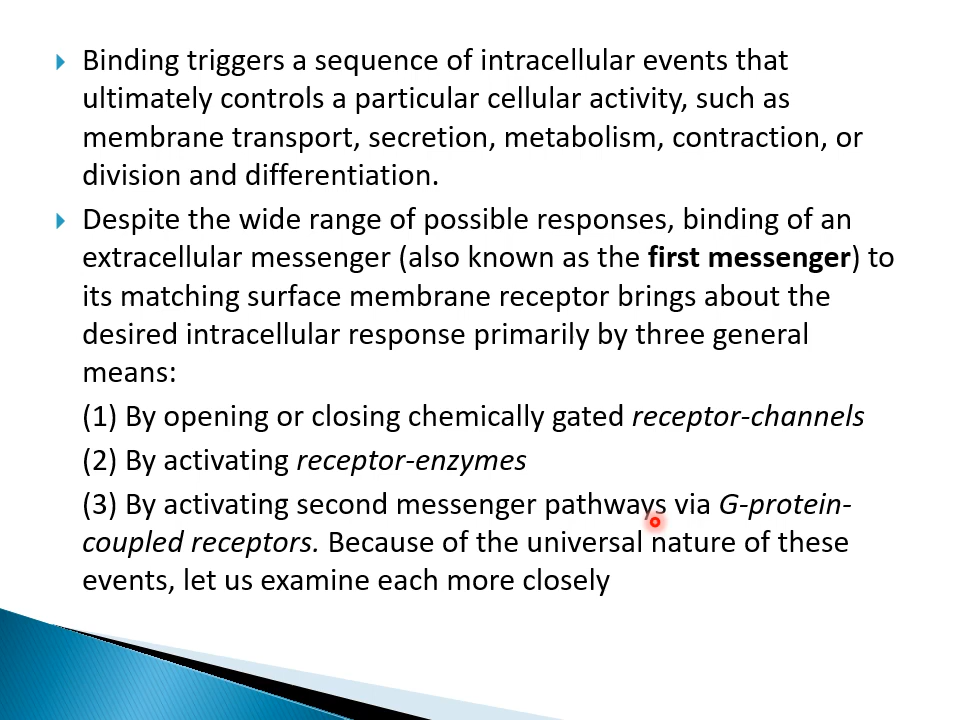 Binding triggers a sequence of intracellular events that
ultimately controls a particular cellular activity, such as
membrane transport, secretion, metabolism, contraction, or
division and differentiation.
Despite the wide range of possible responses, binding of an
extracellular messenger (also known as the first messenger) to
its matching surface membrane receptor brings about the
desired intracellular response primarily by three general
means:
(1) By opening or closing chemically gated receptor-channels
(2) By activating receptor-enzymes
(3) By activating second messenger pathways via G-protein-
coupled receptors. Because of the universal nature of these
events, let us examine each more closely